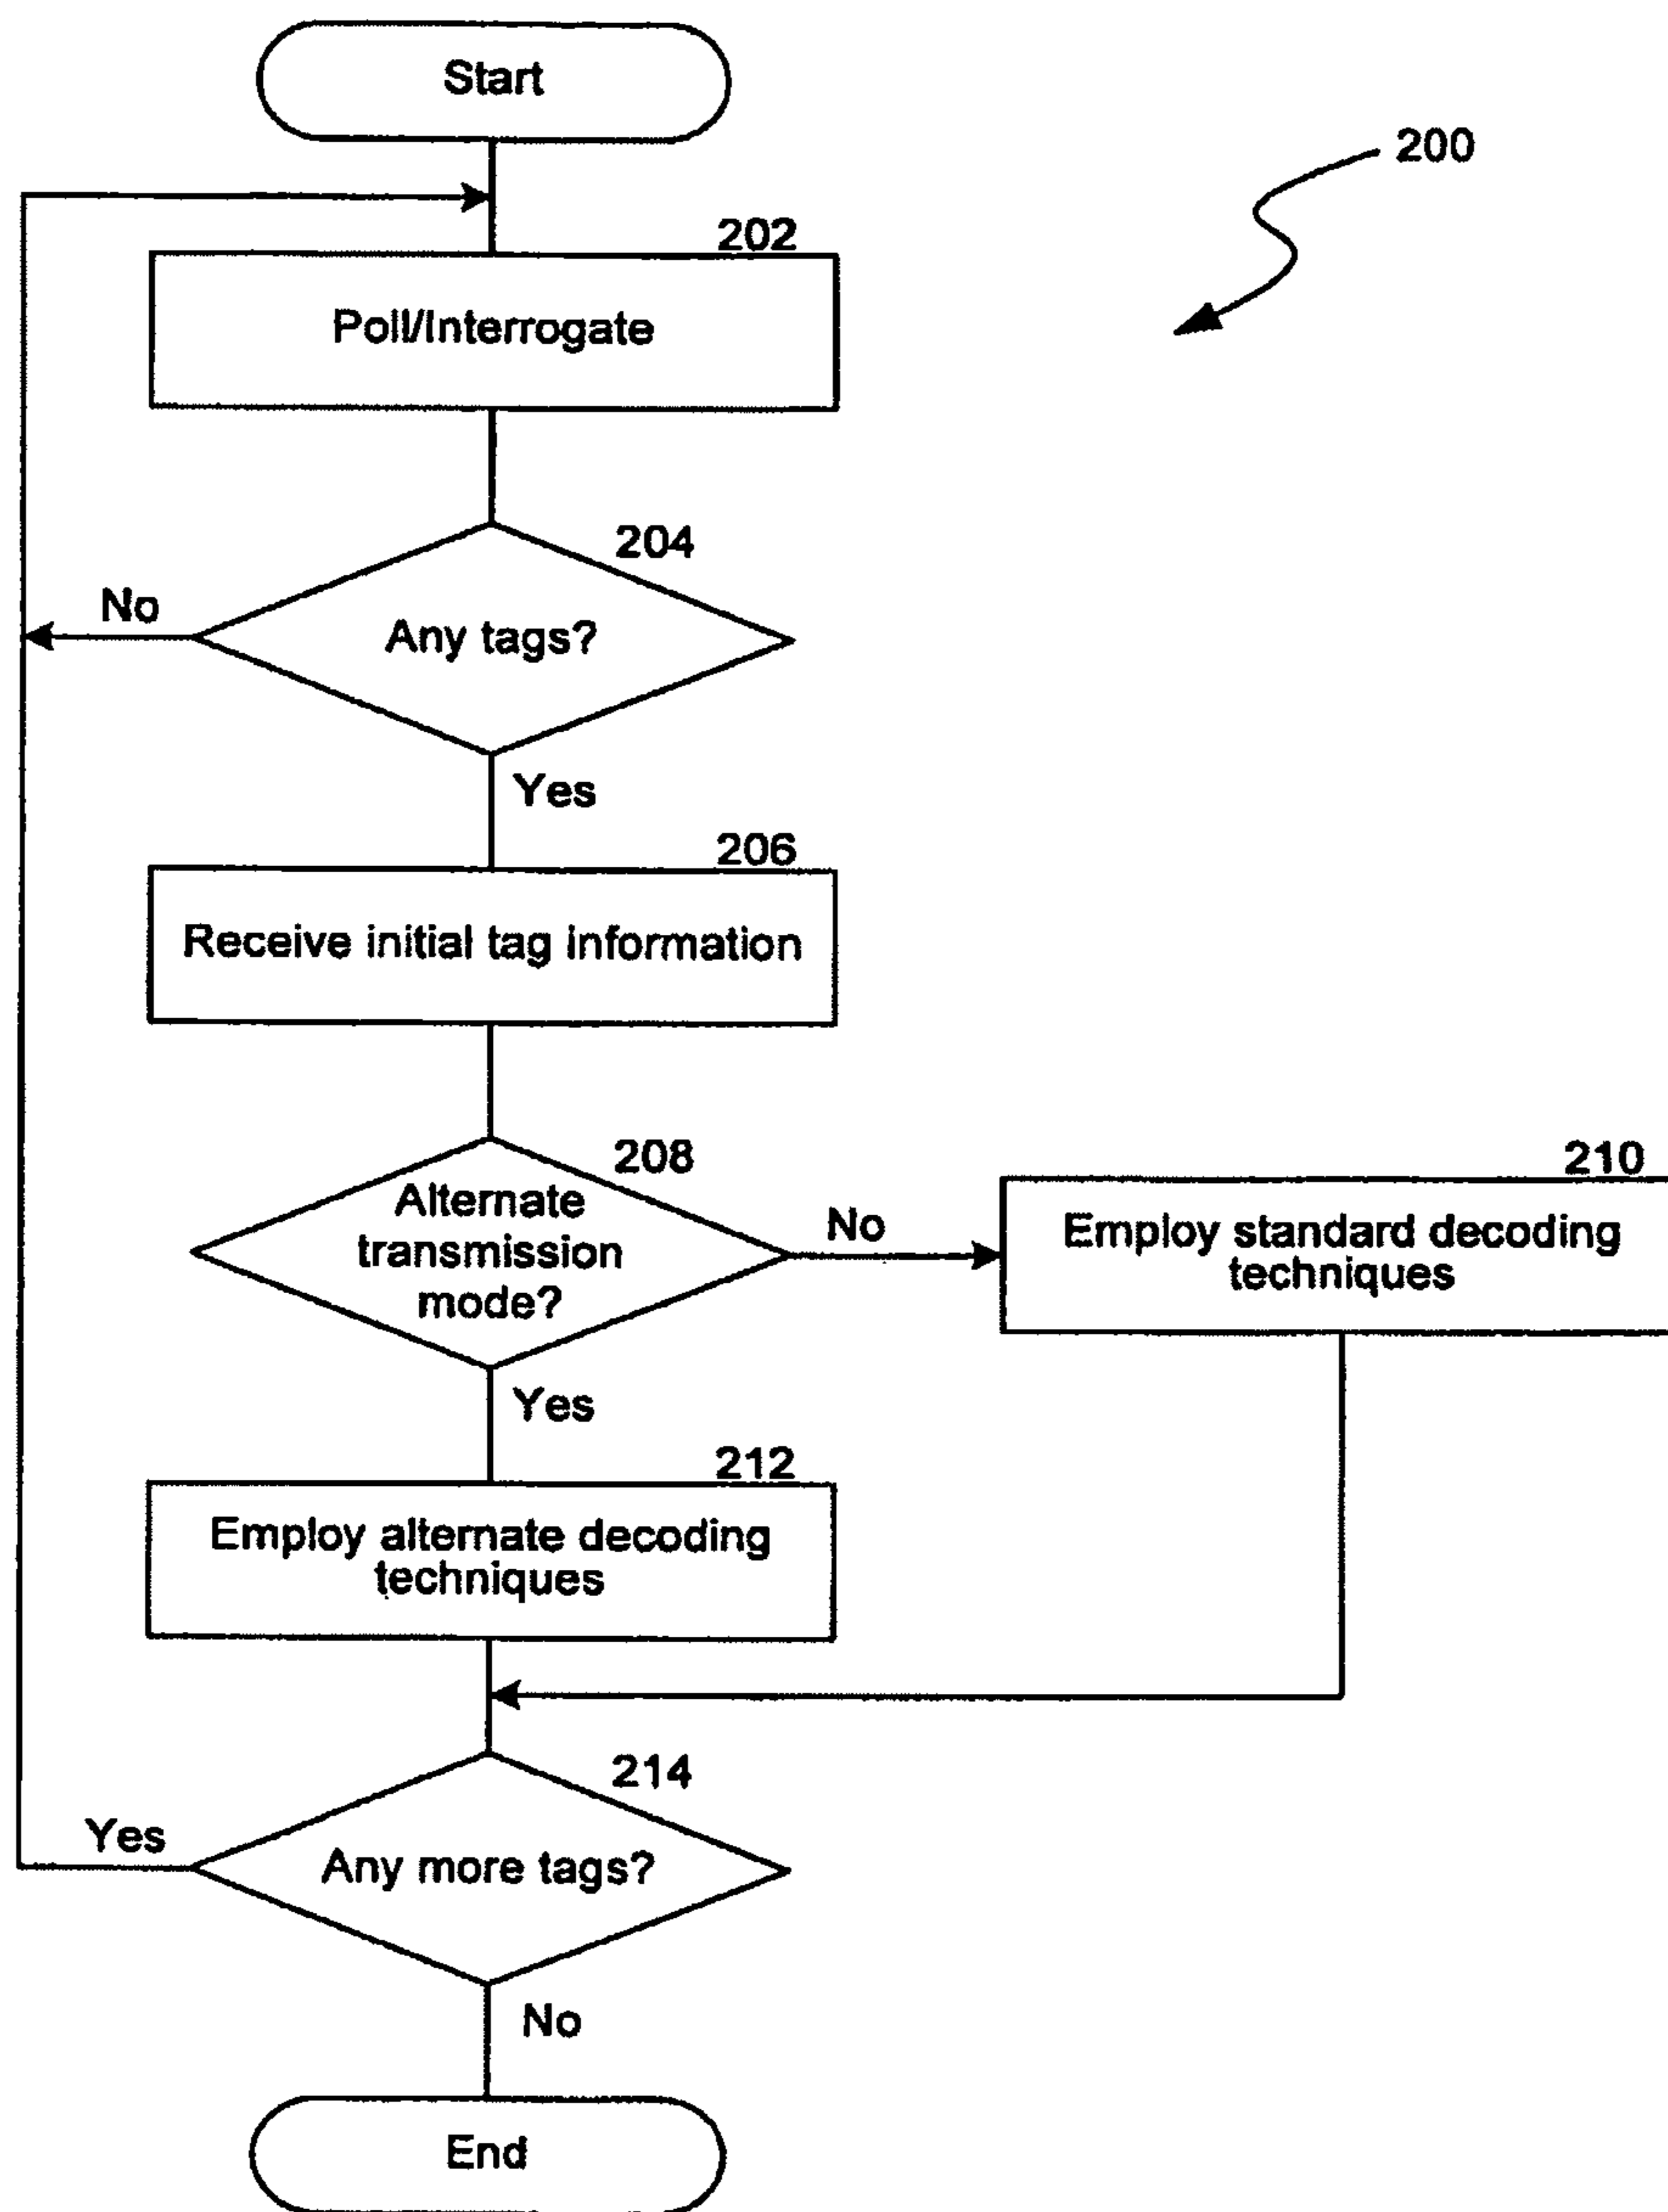 Start
200
202
Poll/Interrogate
204
Any tags?
No
Yes
206
Receive initial tag information
208
Alternate
transmission
mode?
No
Yes
210
Employ standard decoding
techniques
212
Employ alternate decoding
techniques
214
Any more tags?
Yes
No
End